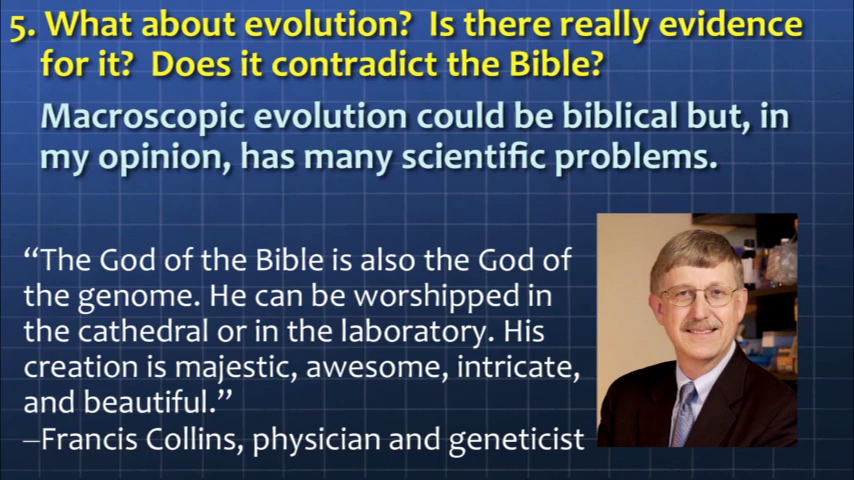 5. What about evolution? Is there really evidence
for it? Does it contradict the Bible?
Macroscopic evolution could be biblical but, in
my opinion, has many scientific problems.
“The God of the Bible is also the God of
the genome. He can be worshipped in
the cathedral or in the laboratory. His
creation is majestic, awesome, intricate,
and beautiful.”
–Francis Collins, physician and geneticist